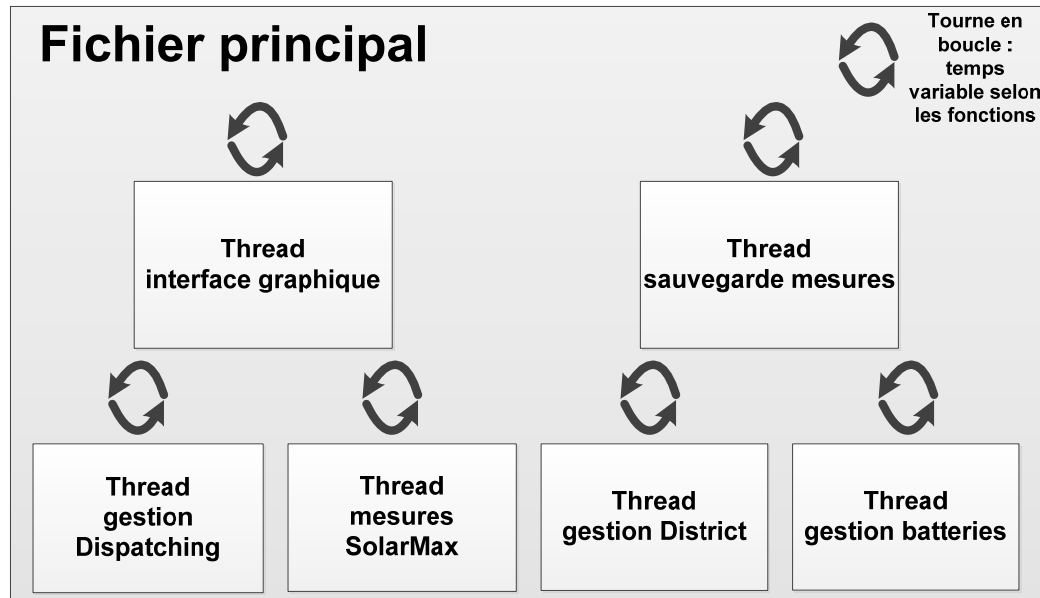 Fichier principal
Tourne en
boucle :
temps
variable selon
les fonctions
Thread
interface graphique
Thread
sauvegarde mesures
Thread
gestion
Dispatching
Thread
mesures
SolarMax
Thread
gestion District
Thread
gestion batteries